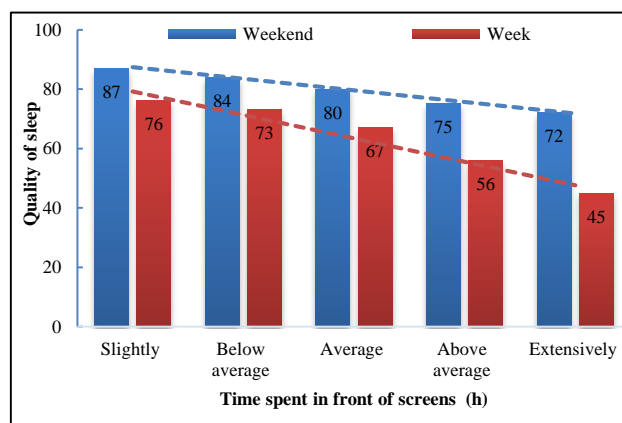 Weekend Week
100
80
60
40
20
0
Quality of sleep
87 84 80 75 72
76 73 67 56 45
Slightly Below average Average Above average Extensively
Time spent in front of screens (h)